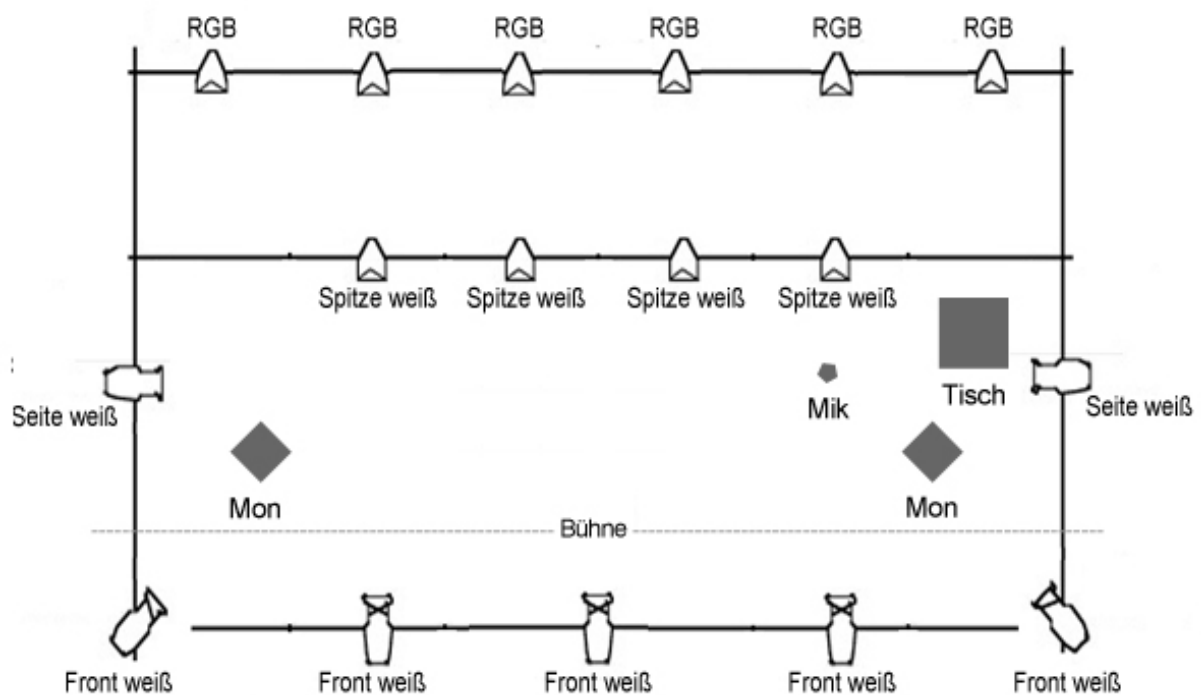 RGB RGB RGB RGB RGB RGB
Spitze weiß Spitze weiß Spitze weiß Spitze weiß
Tisch
Mik
Seite weiß Seite weiß
Mon Mon
Bühne
Front weiß Front weiß Front weiß Front weiß Front weiß